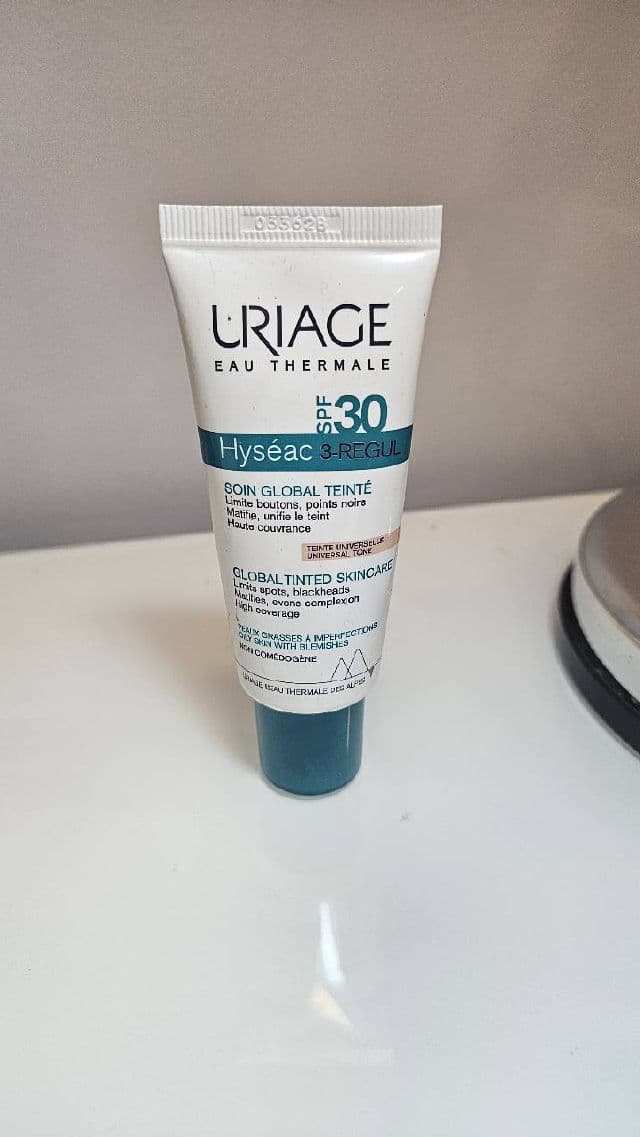 URIAGE
EAU THERMALE
SPF 30
Hyséac 3-REGUL
SOIN GLOBAL TEINTÉ
Limite boutons, points noirs
Matifie, unifie le teint
Haute couvrance
TEINTE UNIVERSELLE
UNIVERSAL TONE
GLOBAL TINTED SKINCARE
Limits spots, blackheads
Matifies, evens complexion
High coverage
PEAUX GRASSES À IMPERFECTIONS
OILY SKIN WITH BLEMISHES
NON COMÉDOGÈNE
EAU THERMALE DES ALPES